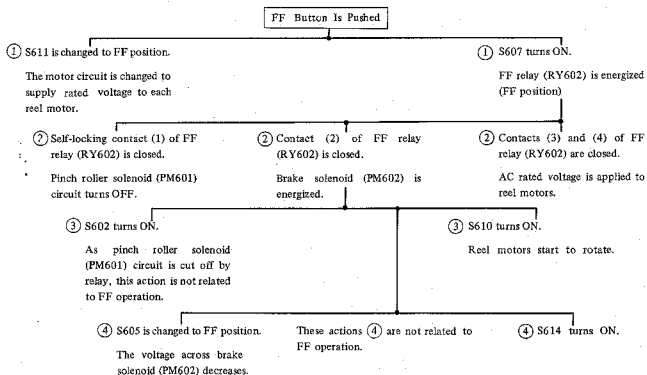 FF Button Is Pushed
① S611 is changed to FF position.
The motor circuit is changed to
supply rated voltage to each
reel motor.
① S607 turns ON.
FF relay (RY602) is energized
(FF position)
② Self-locking contact (1) of FF
relay (RY602) is closed.
Pinch roller solenoid (PM601)
circuit turns OFF.
② Contact (2) of FF relay
(RY602) is closed.
Brake solenoid (PM602) is
energized.
② Contacts (3) and (4) of FF
relay (RY602) are closed.
AC rated voltage is applied to
reel motors.
③ S602 turns ON.
As pinch roller solenoid
(PM601) circuit is cut off by
relay, this action is not related
to FF operation.
③ S610 turns ON.
Reel motors start to rotate.
④ S605 is changed to FF position.
The voltage across brake
solenoid (PM602) decreases.
These actions ④ are not related to
FF operation.
④ S614 turns ON.